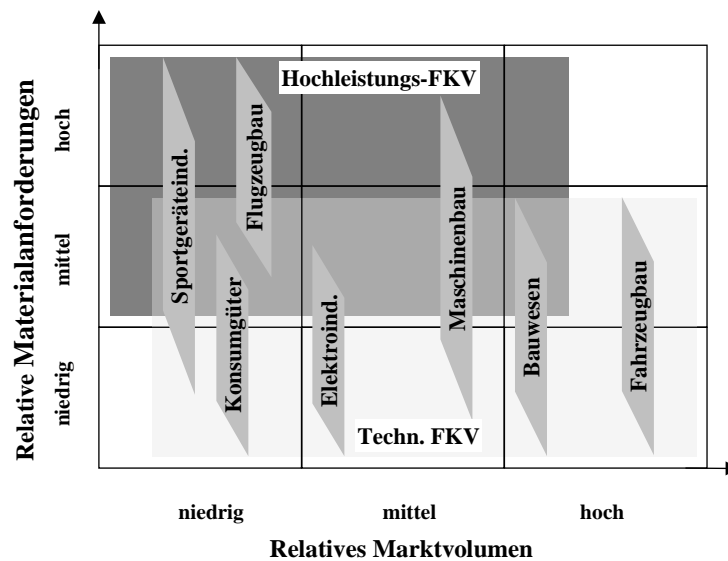 Relative Materialanforderungen
hoch
mittel
niedrig
Hochleistungs-FKV
Sportgeräteind.
Flugzeugbau
Konsumgüter
Elektroind.
Maschinenbau
Bauwesen
Fahrzeugbau
Techn. FKV
niedrig
mittel
hoch
Relatives Marktvolumen